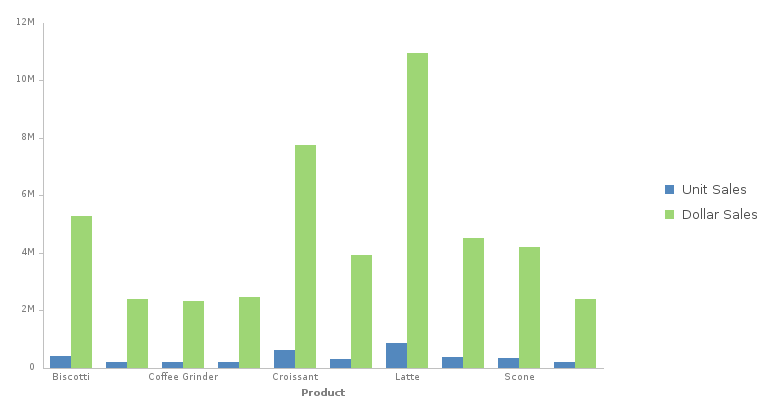 12M
10M
8M
6M
4M
2M
0
Biscotti Coffee Grinder Croissant Latte Scone
Product
Unit Sales
Dollar Sales